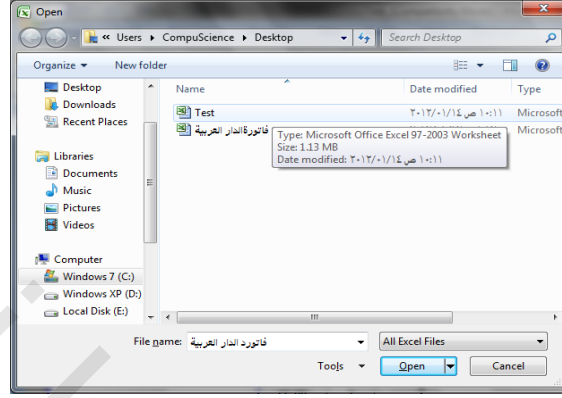 Open
« Users ▸ CompuScience ▸ Desktop
Search Desktop
Organize ▾ New folder
Name Date modified Type
Desktop
Downloads
Recent Places
Libraries
Documents
Music
Pictures
Videos
Computer
Windows 7 (C:)
Windows XP (D:)
Local Disk (E:)
Test ٢٠١٢/٠١/١٤ ص ١٠:١١ Microsoft
فاتورةالدار العربية Microsoft
Type: Microsoft Office Excel 97-2003 Worksheet
Size: 1.13 MB
Date modified: ٢٠١٢/٠١/١٤ ص ١٠:١١
File name: فاتورد الدار العربية All Excel Files
Tools Open Cancel